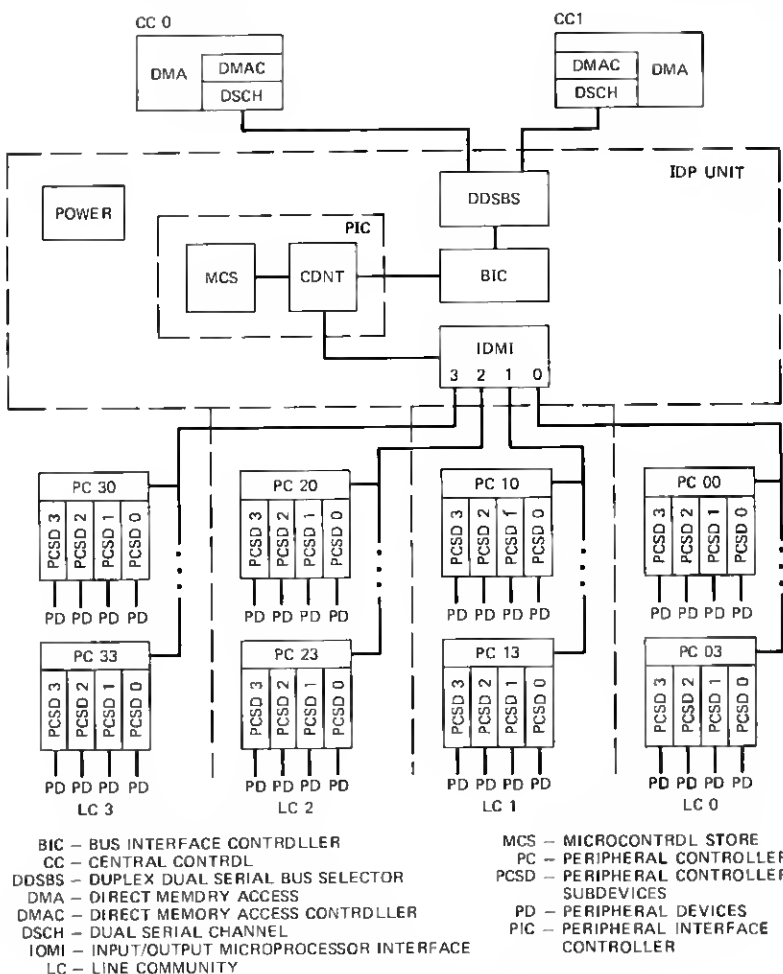 CC 0
CC1
DMA
DMAC
DSCH
DMAC
DSCH
DMA
IDP UNIT
POWER
DDSBS
PIC
MCS
CDNT
BIC
IDMI
3 2 1 0
PC 30
PCSD 3
PCSD 2
PCSD 1
PCSD 0
PD PD PD PD
PC 20
PCSD 3
PCSD 2
PCSD 1
PCSD 0
PD PD PD PD
PC 10
PCSD 3
PCSD 2
PCSD 1
PCSD 0
PD PD PD PD
PC 00
PCSD 3
PCSD 2
PCSD 1
PCSD 0
PD PD PD PD
PC 33
PCSD 3
PCSD 2
PCSD 1
PCSD 0
PD PD PD PD
LC 3
PC 23
PCSD 3
PCSD 2
PCSD 1
PCSD 0
PD PD PD PD
LC 2
PC 13
PCSD 3
PCSD 2
PCSD 1
PCSD 0
PD PD PD PD
LC 1
PC 03
PCSD 3
PCSD 2
PCSD 1
PCSD 0
PD PD PD PD
LC 0
BIC – BUS INTERFACE CONTRDLLER
CC – CENTRAL CONTRDL
DDSBS – DUPLEX DUAL SERIAL BUS SELECTOR
DMA – DIRECT MEMDRY ACCESS
DMAC – DIRECT MEMORY ACCESS CONTRDLLER
DSCH – DUAL SERIAL CHANNEL
IOMI – INPUT/OUTPUT MICROPROCESSOR INTERFACE
LC – LINE COMMUNITY
MCS – MICROCONTRDL STORE
PC – PERIPHERAL CONTROLLER
PCSD – PERIPHERAL CONTROLLER
SUBDEVICES
PD – PERIPHERAL DEVICES
PIC – PERIPHERAL INTERFACE
CONTROLLER